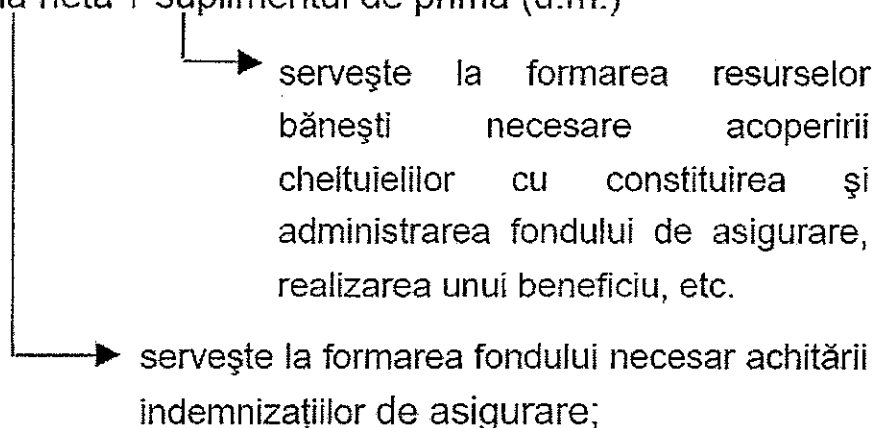 netă + suplimentul de primă (d.m.)
serveşte la formarea resurselor
băneşti necesare acoperirii
cheltuielilor cu constituirea şi
administrarea fondului de asigurare,
realizarea unui beneficiu, etc.
serveşte la formarea fondului necesar achitării
indemnizaţiilor de asigurare;